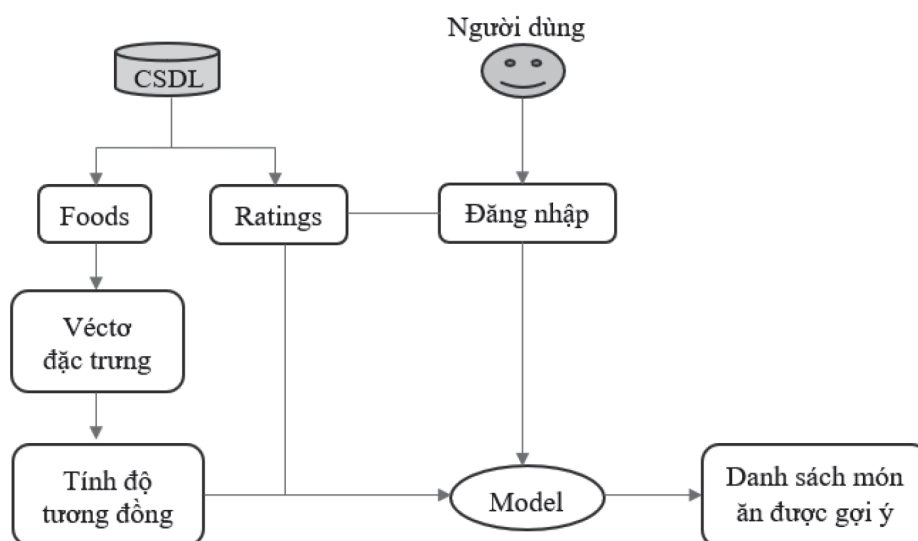 Người dùng
CSDL
Foods
Ratings
Đăng nhập
Véctơ
đặc trưng
Tính độ
tương đồng
Model
Danh sách món
ăn được gợi ý